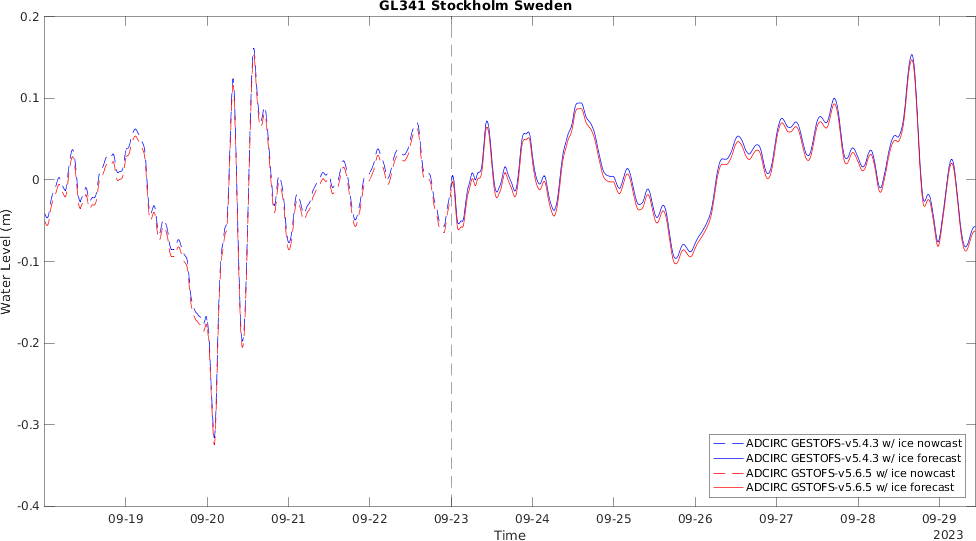 GL341 Stockholm Sweden
0.2
0.1
0
-0.1
-0.2
-0.3
-0.4
Water Level (m)
09-19 09-20 09-21 09-22 09-23 09-24 09-25 09-26 09-27 09-28 09-29
Time
2023
ADCIRC GESTOFS-v5.4.3 w/ ice nowcast
ADCIRC GESTOFS-v5.4.3 w/ ice forecast
ADCIRC GSTOFS-v5.6.5 w/ ice nowcast
ADCIRC GSTOFS-v5.6.5 w/ ice forecast